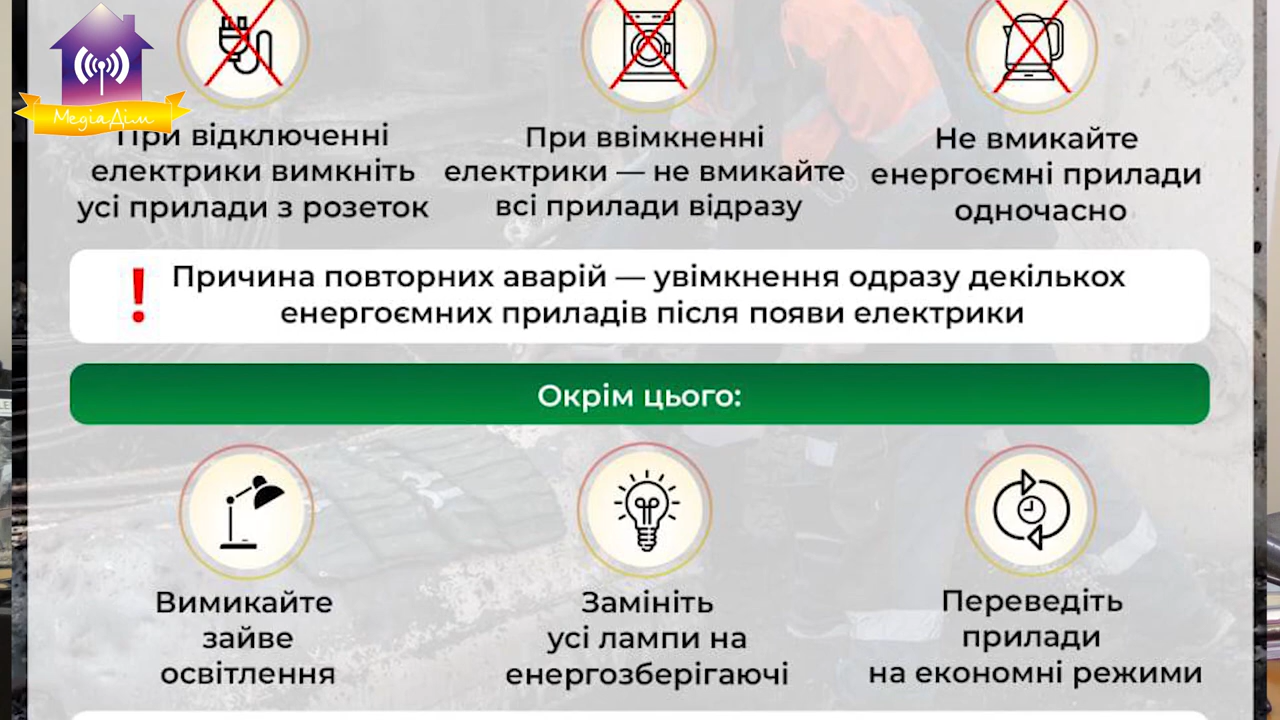 МедіаДім
При відключенні
електрики вимкніть
усі прилади з розеток
При ввімкненні
електрики — не вмикайте
всі прилади відразу
Не вмикайте
енергоємні прилади
одночасно
! Причина повторних аварій — увімкнення одразу декількох
енергоємних приладів після появи електрики
Окрім цього:
Вимикайте
зайве
освітлення
Замініть
усі лампи на
енергозберігаючі
Переведіть
прилади
на економні режими